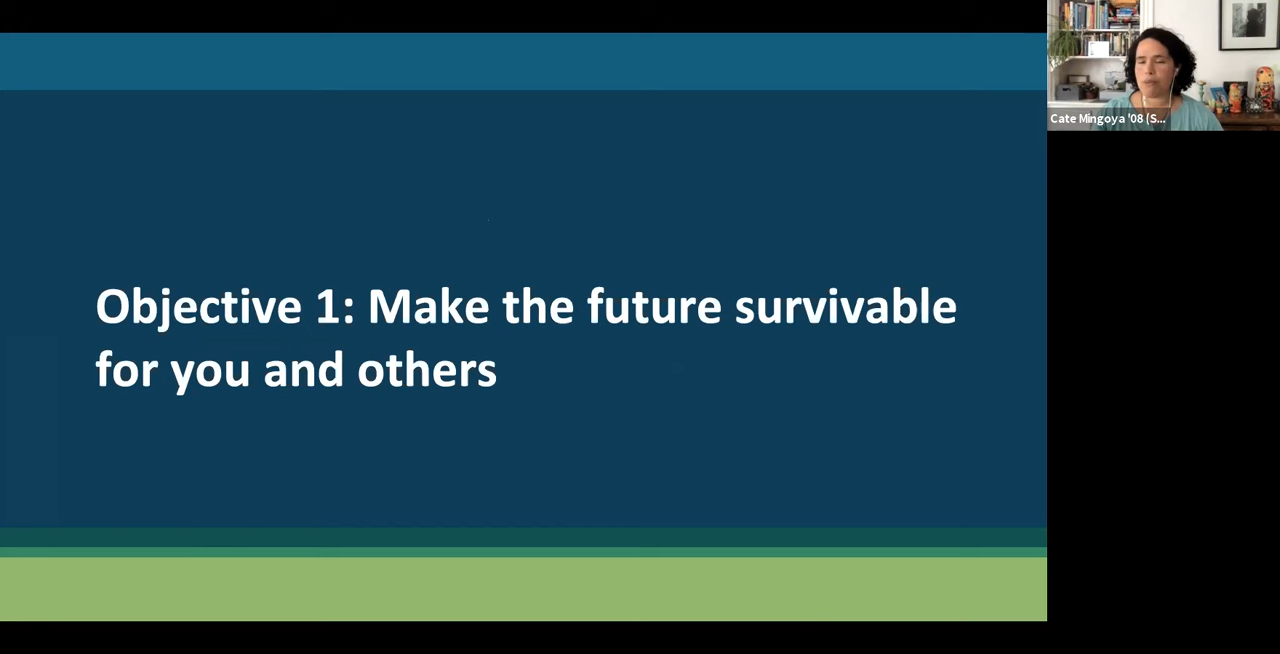 Objective 1: Make the future survivable
for you and others
Cate Mingoya '08 (S...